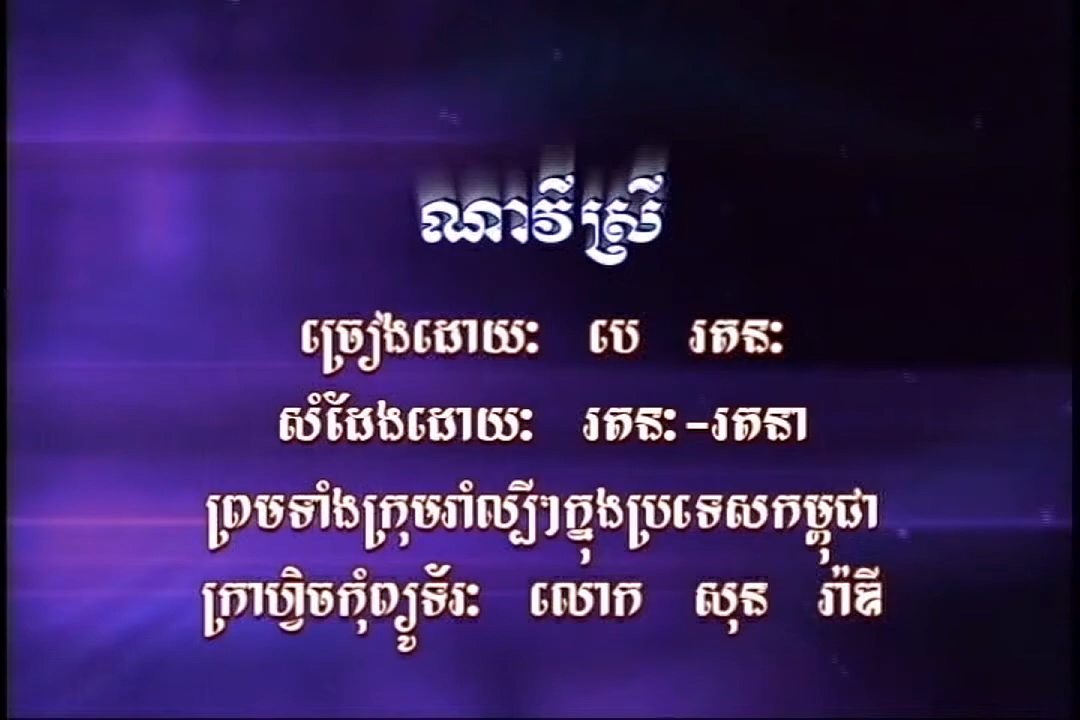 ណាវីស្រី
ច្រៀងដោយៈ បេ រតនៈ
សំដែងដោយៈ រតនៈ-រតនា
ព្រមទាំងក្រុមរាំល្បីៗក្នុងប្រទេសកម្ពុជា
ក្រាហ្វិចកុំព្យូទ័រៈ លោក សុន រ៉ាឌី